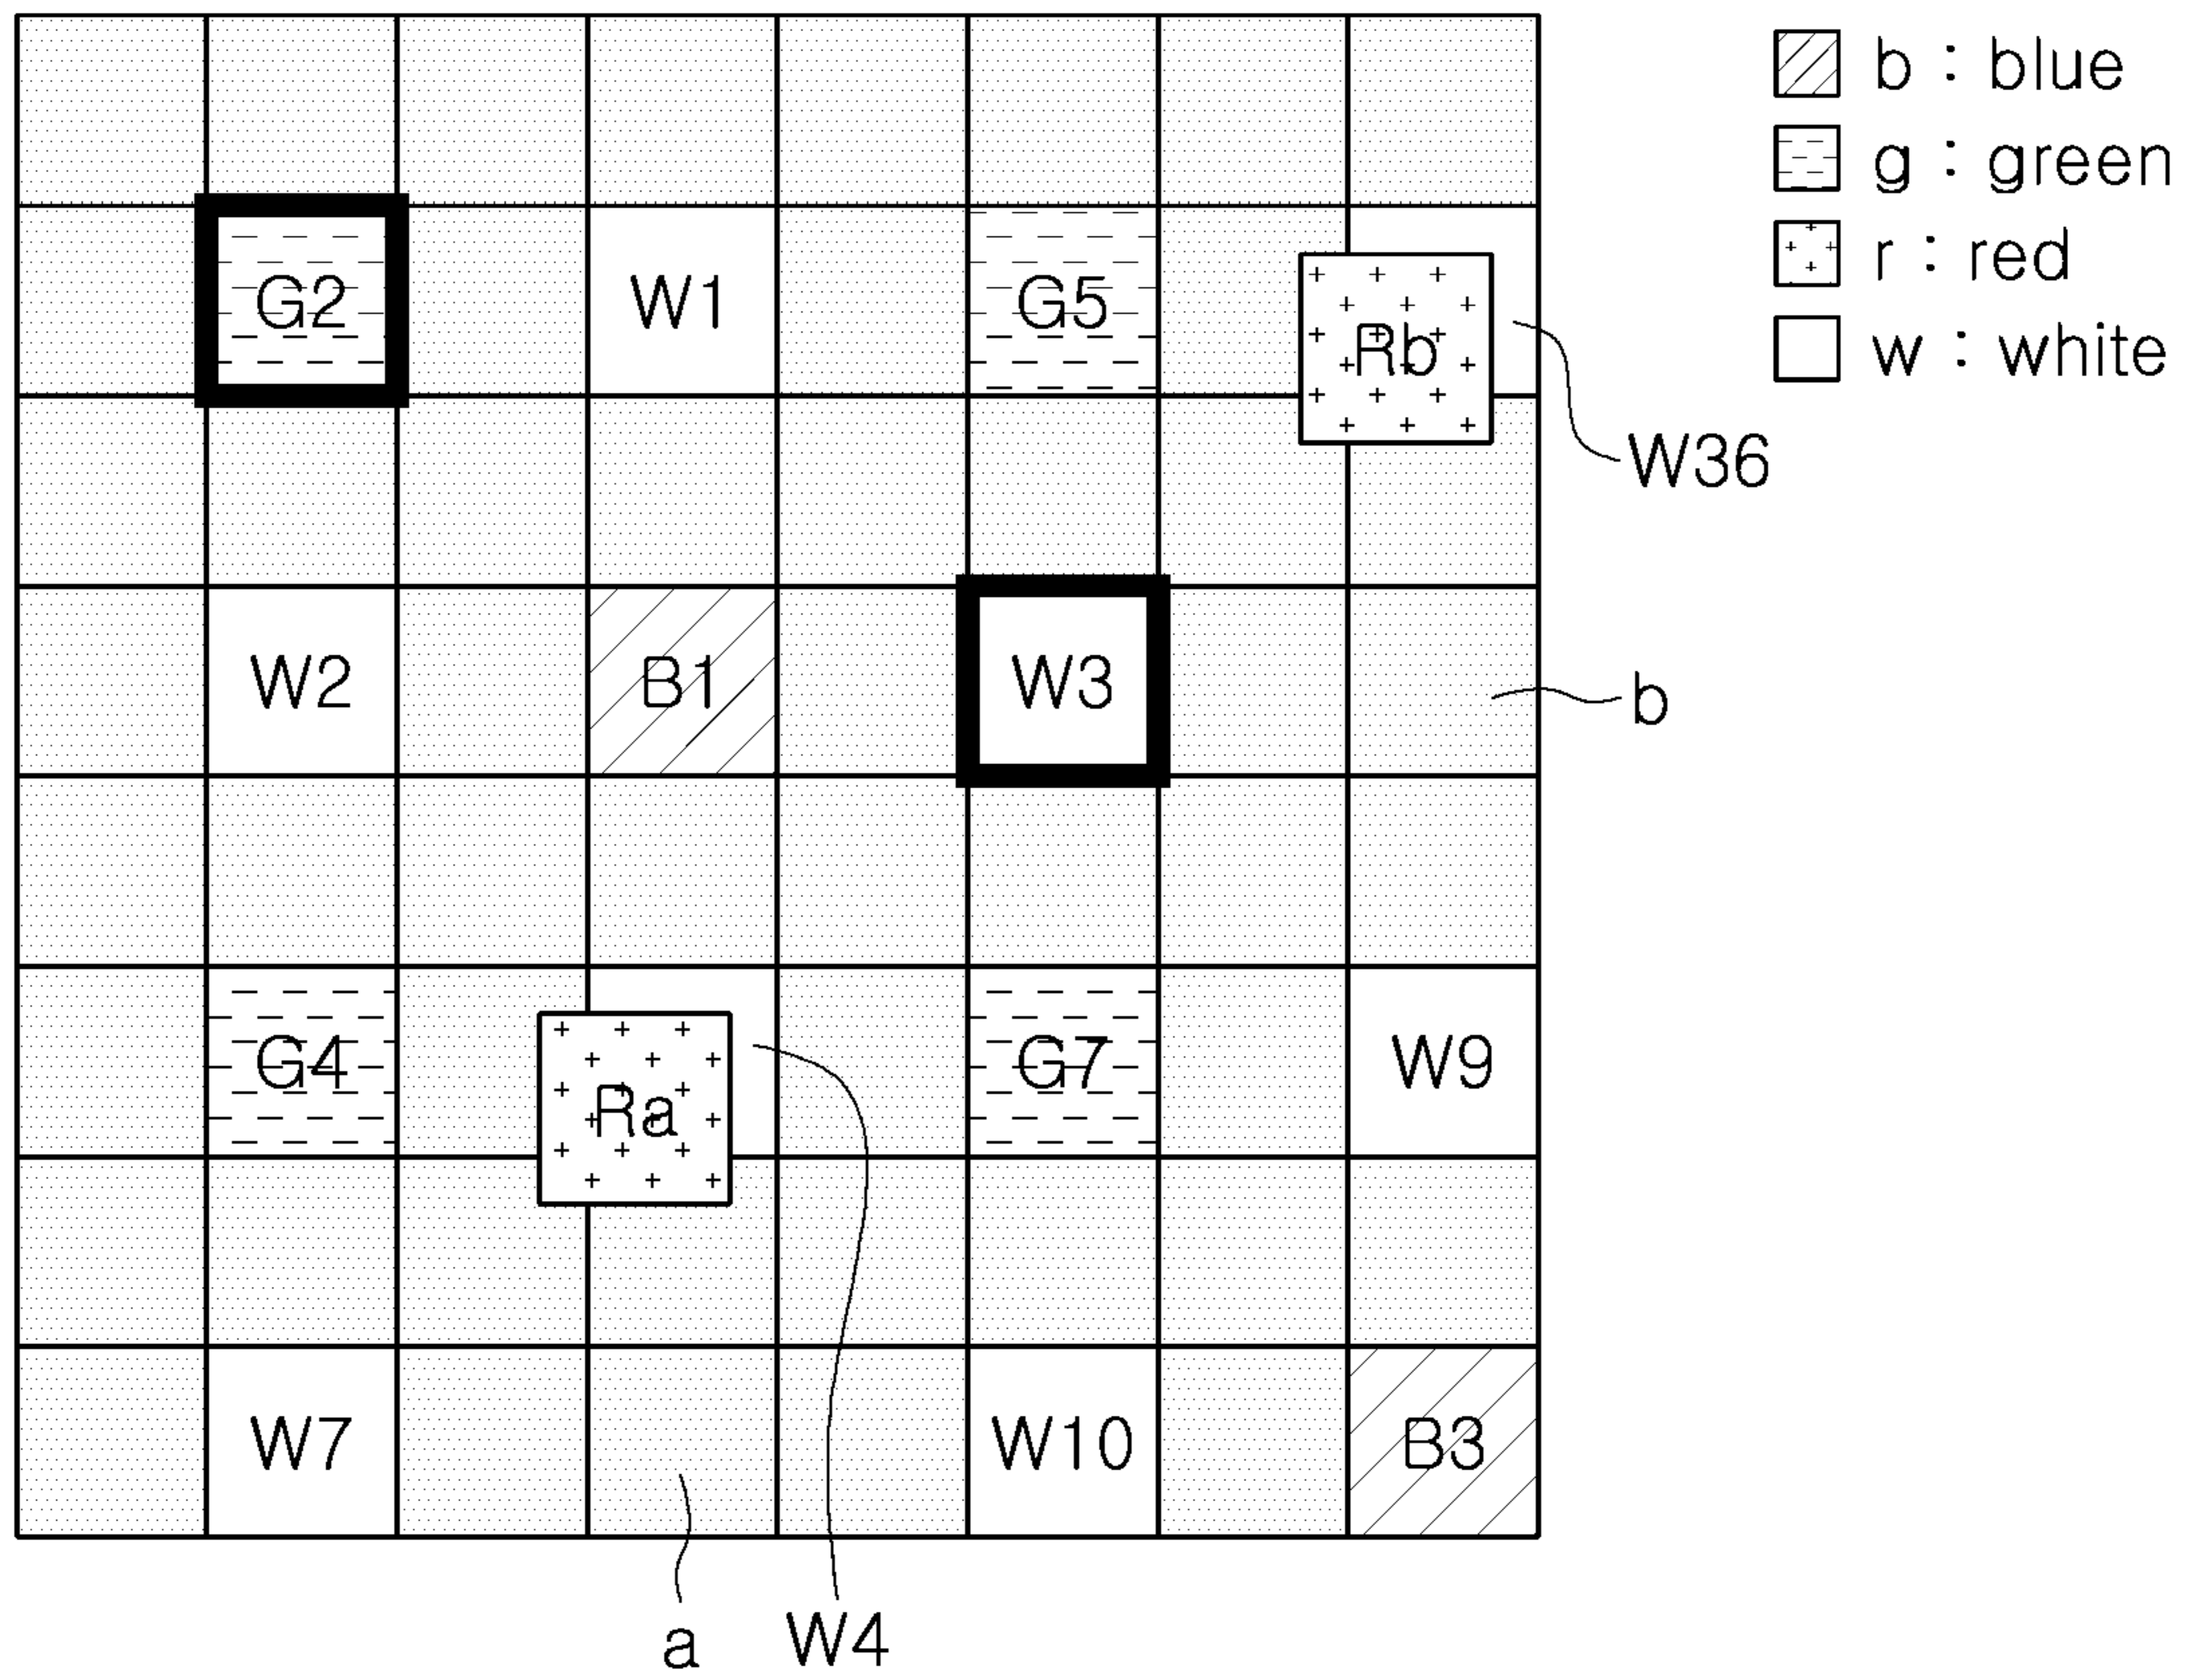 b : blue
g : green
r : red
w : white
G2 W1 G5 Rb
W36
W2 B1 W3 b
G4 Ra G7 W9
W7 W10 B3
a W4